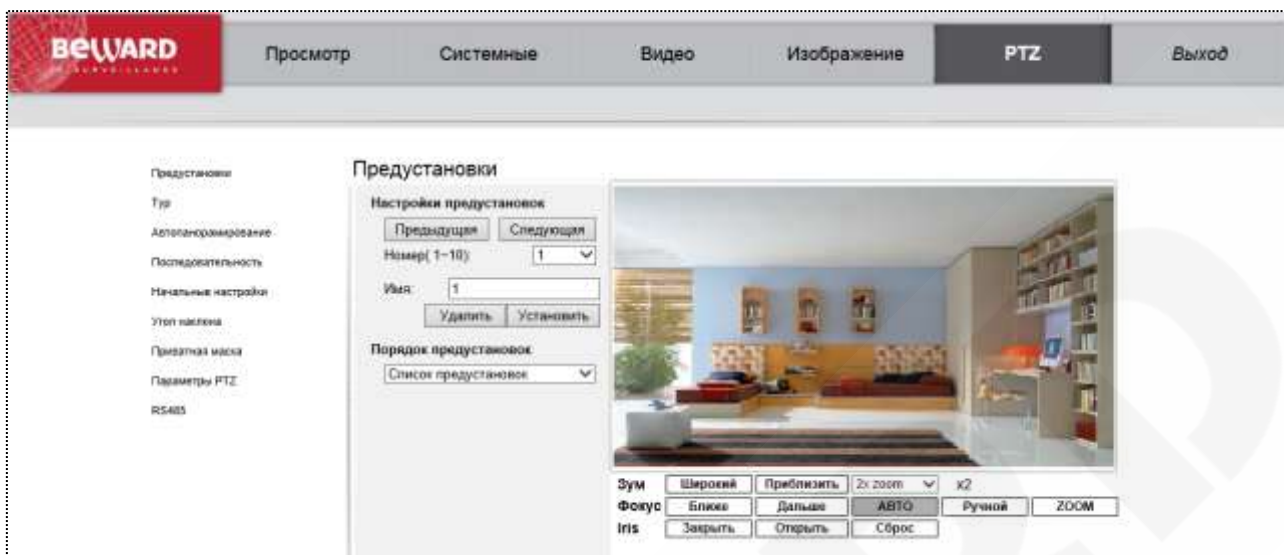 BEWARD
Просмотр Системные Видео Изображение PTZ Выход
Предустановки
Тур
Автопанорамирование
Последовательность
Начальные настройки
Угол наклона
Приватная маска
Параметры PTZ
RS485
Предустановки
Настройки предустановок
Предыдущая Следующая
Номер( 1~10): 1
Имя: 1
Удалить Установить
Порядок предустановок
Список предустановок
Зум Широкий Приблизить 2x zoom x2
Фокус Ближе Дальше АВТО Ручной ZOOM
Iris Закрыть Открыть Сброс